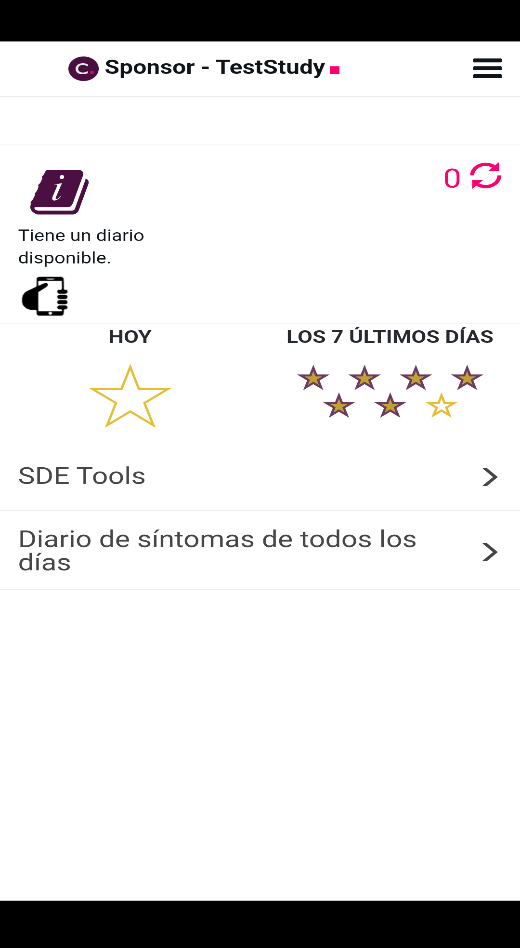 C.
Sponsor - TestStudy
0
i
Tiene un diario
disponible.
HOY
LOS 7 ÚLTIMOS DÍAS
SDE Tools
Diario de síntomas de todos los
días